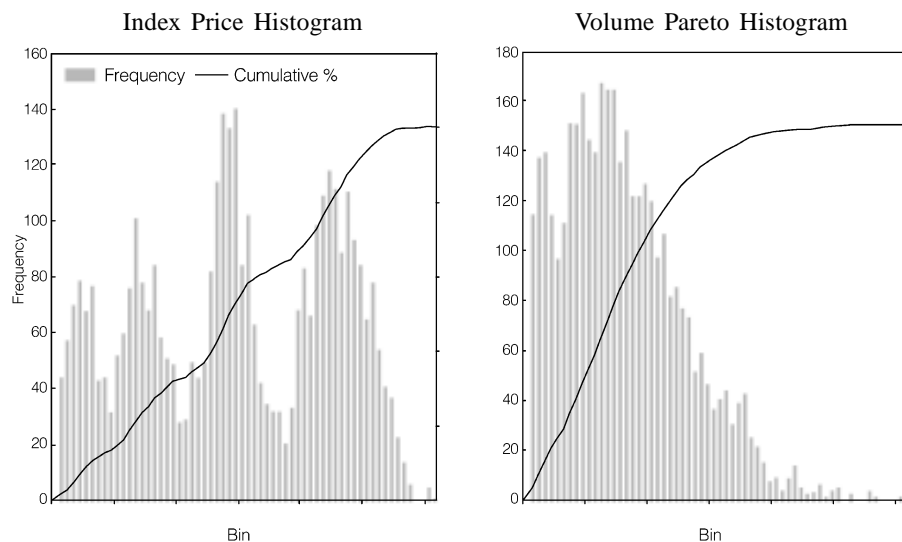 Index Price Histogram
Volume Pareto Histogram
160
140
120
100
80
60
40
20
0
Frequency
Frequency
Cumulative %
Bin
180
160
140
120
100
80
60
40
20
0
Bin